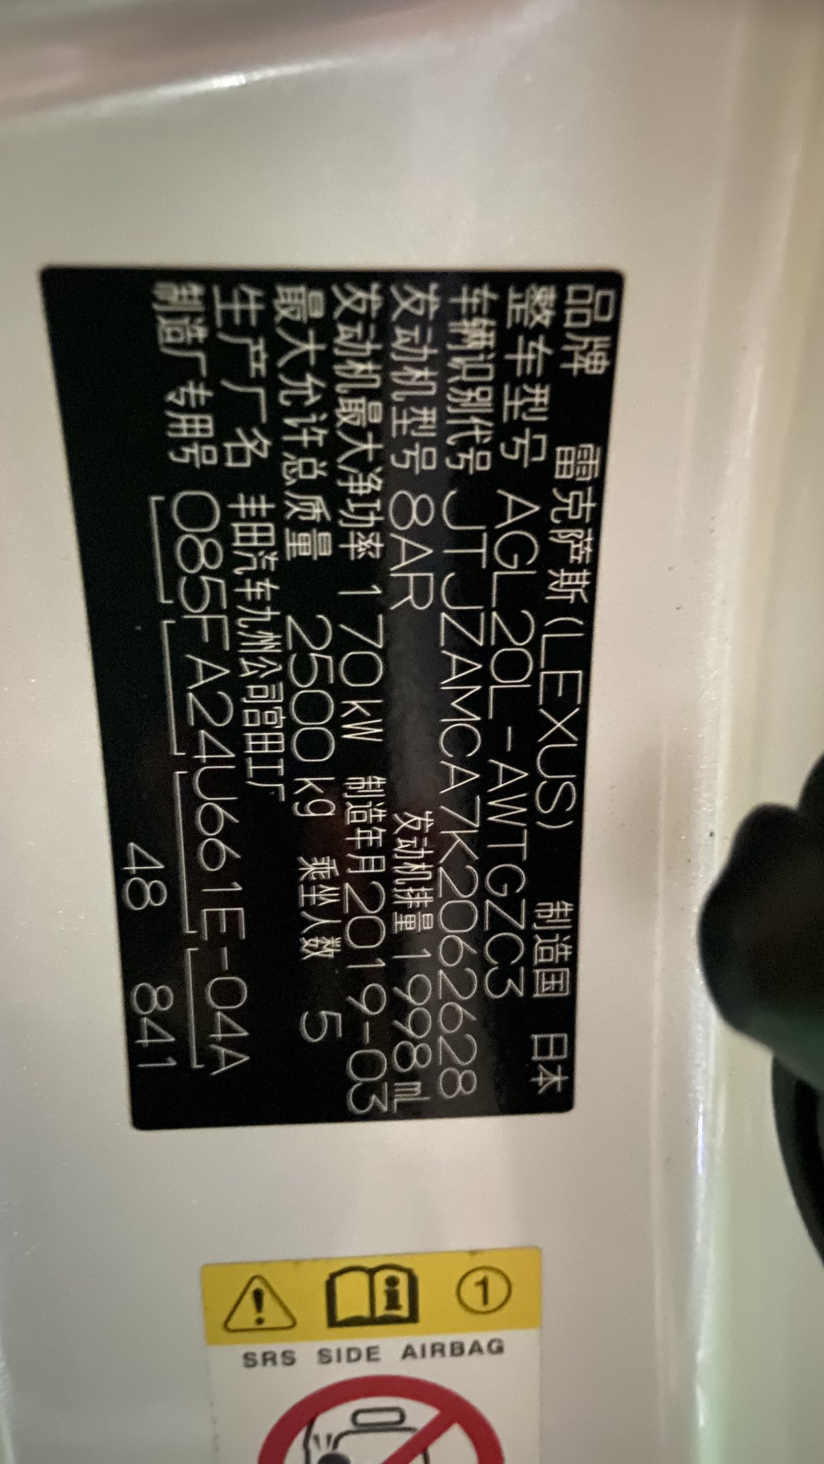 品牌 雷克萨斯(LEXUS) 制造国 日本
整车型号 AGL20L-AWTGZC3
车辆识别代号 JTJZAMCA7K2062628
发动机型号 8AR 发动机排量 1998mL
发动机最大净功率 170kW 制造年月 2019-03
最大允许总质量 2500kg 乘坐人数 5
生产厂名 丰田汽车九州公司宫田工厂
制造厂专用号 085FA24U661E-04A
48 841
1
SRS SIDE AIRBAG